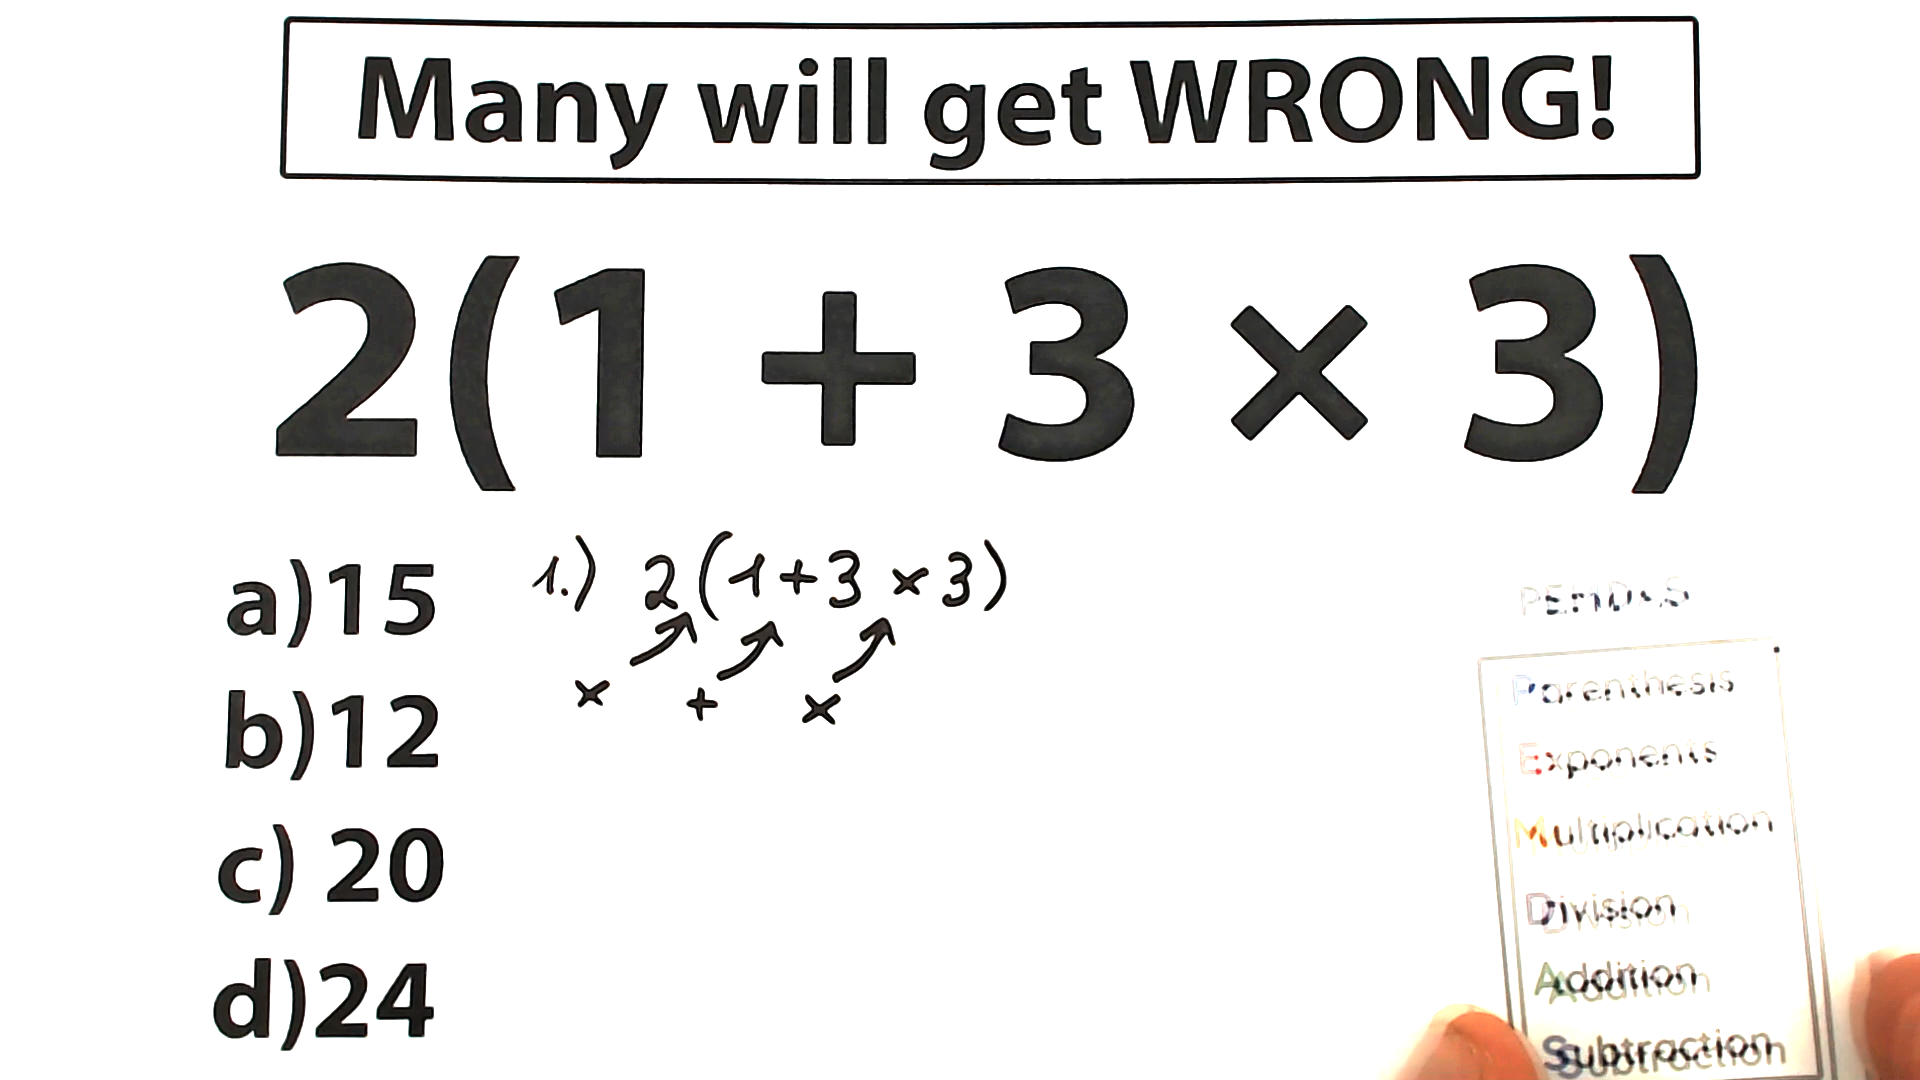 Many will get WRONG!
2(1 + 3 × 3)
a)15
b)12
c) 20
d)24
1.) 2(1+3×3)
× + ×
PEMDAS
Parenthesis
Exponents
Multiplication
Division
Addition
Subtraction